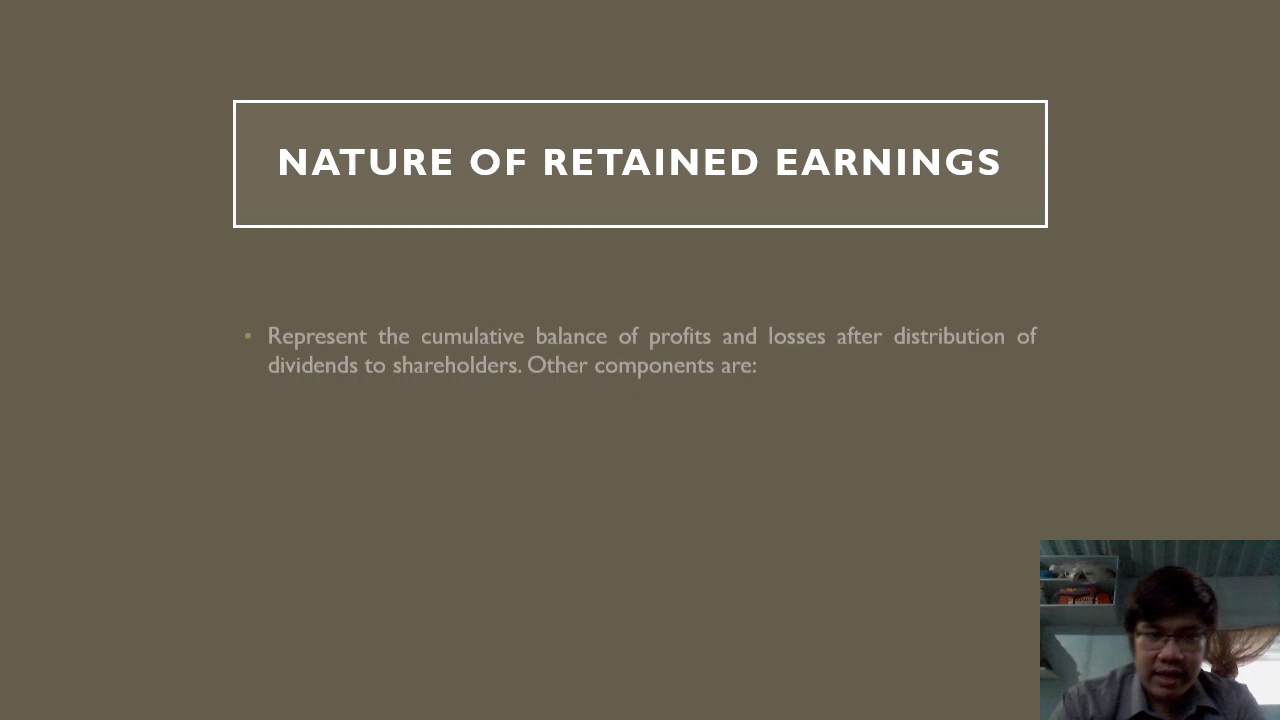 NATURE OF RETAINED EARNINGS
• Represent the cumulative balance of profits and losses after distribution of
dividends to shareholders. Other components are: